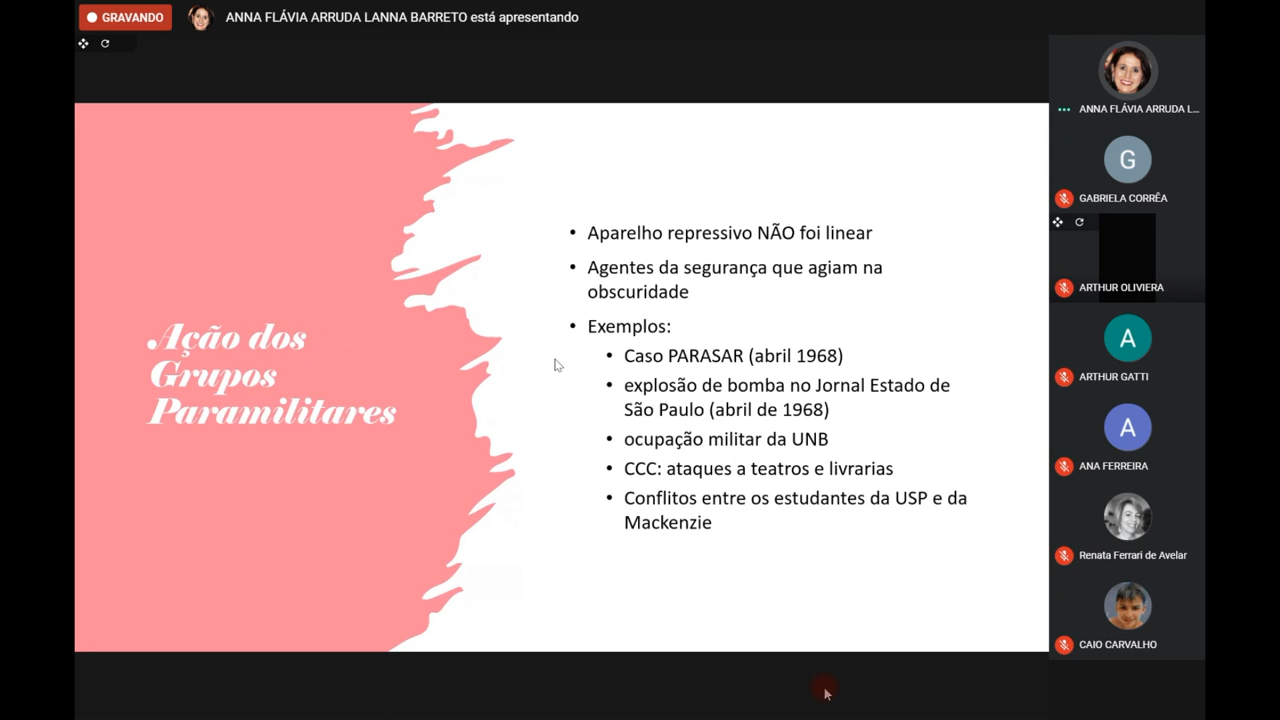 GRAVANDO
ANNA FLÁVIA ARRUDA LANNA BARRETO está apresentando
Ação dos
Grupos
Paramilitares
• Aparelho repressivo NÃO foi linear
• Agentes da segurança que agiam na
obscuridade
• Exemplos:
• Caso PARASAR (abril 1968)
• explosão de bomba no Jornal Estado de
São Paulo (abril de 1968)
• ocupação militar da UNB
• CCC: ataques a teatros e livrarias
• Conflitos entre os estudantes da USP e da
Mackenzie
ANNA FLÁVIA ARRUDA L...
G
GABRIELA CORRÊA
ARTHUR OLIVIERA
A
ARTHUR GATTI
A
ANA FERREIRA
Renata Ferrari de Avelar
CAIO CARVALHO